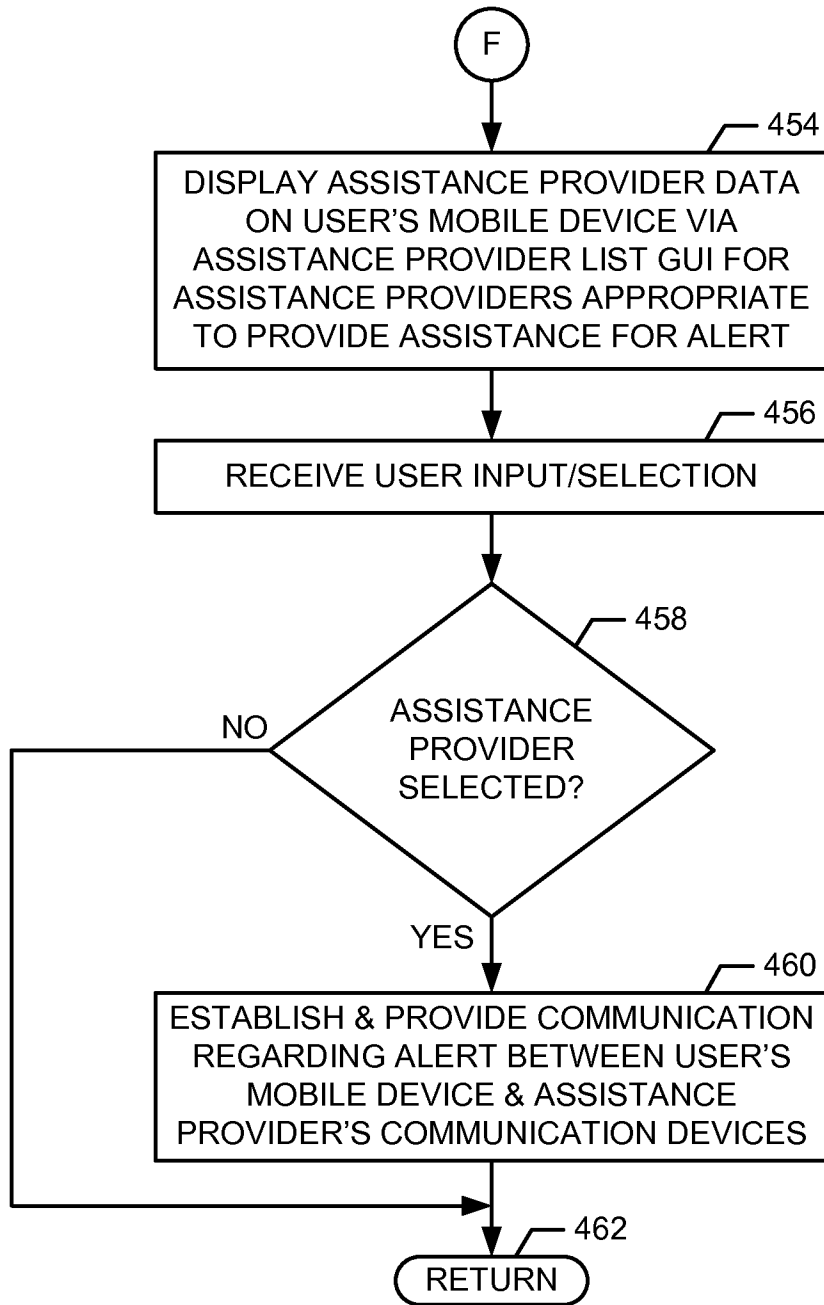 F
454
DISPLAY ASSISTANCE PROVIDER DATA
ON USER'S MOBILE DEVICE VIA
ASSISTANCE PROVIDER LIST GUI FOR
ASSISTANCE PROVIDERS APPROPRIATE
TO PROVIDE ASSISTANCE FOR ALERT
456
RECEIVE USER INPUT/SELECTION
458
ASSISTANCE
PROVIDER
SELECTED?
NO
YES
460
ESTABLISH & PROVIDE COMMUNICATION
REGARDING ALERT BETWEEN USER'S
MOBILE DEVICE & ASSISTANCE
PROVIDER'S COMMUNICATION DEVICES
462
RETURN